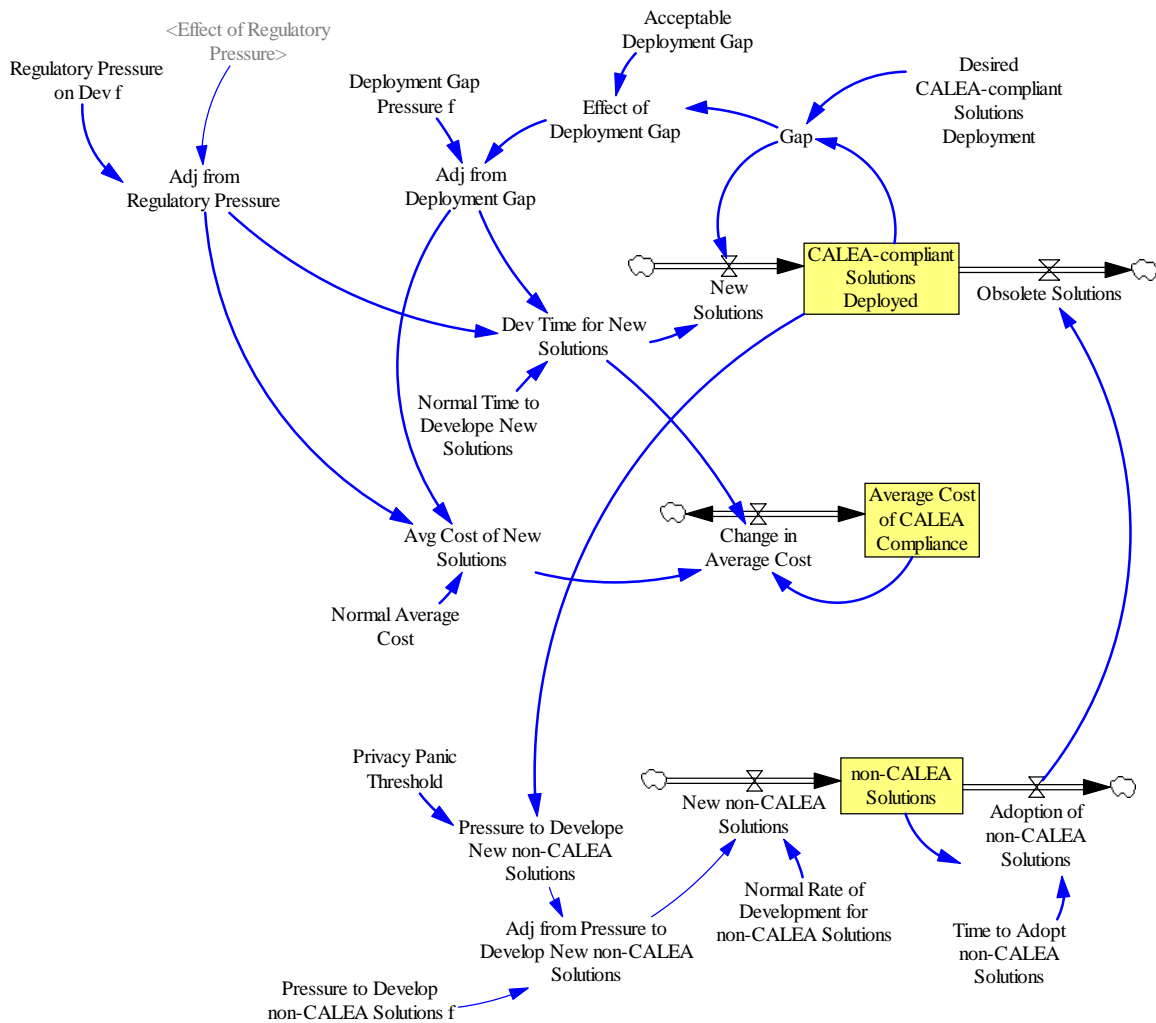 Acceptable
Deployment Gap
<Effect of Regulatory
Pressure>
Regulatory Pressure
on Dev f
Deployment Gap
Pressure f
Effect of
Deployment Gap
Desired
CALEA-compliant
Solutions
Deployment
Gap
Adj from
Regulatory Pressure
Adj from
Deployment Gap
CALEA-compliant
Solutions
Deployed
New
Solutions
Obsolete Solutions
Dev Time for New
Solutions
Normal Time to
Develope New
Solutions
Average Cost
of CALEA
Compliance
Avg Cost of New
Solutions
Change in
Average Cost
Normal Average
Cost
Privacy Panic
Threshold
non-CALEA
Solutions
New non-CALEA
Solutions
Adoption of
non-CALEA
Solutions
Pressure to Develope
New non-CALEA
Solutions
Normal Rate of
Development for
non-CALEA Solutions
Adj from Pressure to
Develop New non-CALEA
Solutions
Time to Adopt
non-CALEA
Solutions
Pressure to Develop
non-CALEA Solutions f